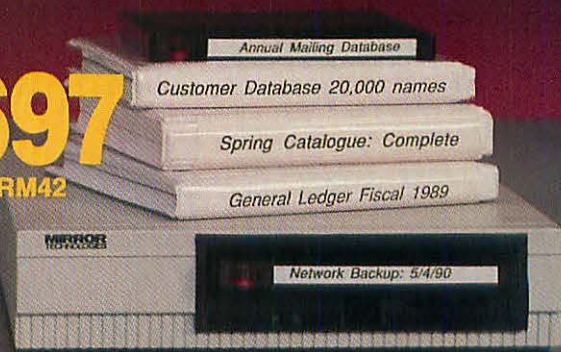 Annual Mailing Database
Customer Database 20,000 names
697
RM42
Spring Catalogue: Complete
General Ledger Fiscal 1989
MIRROR
TECHNOLOGIES
Network Backup: 5/4/90